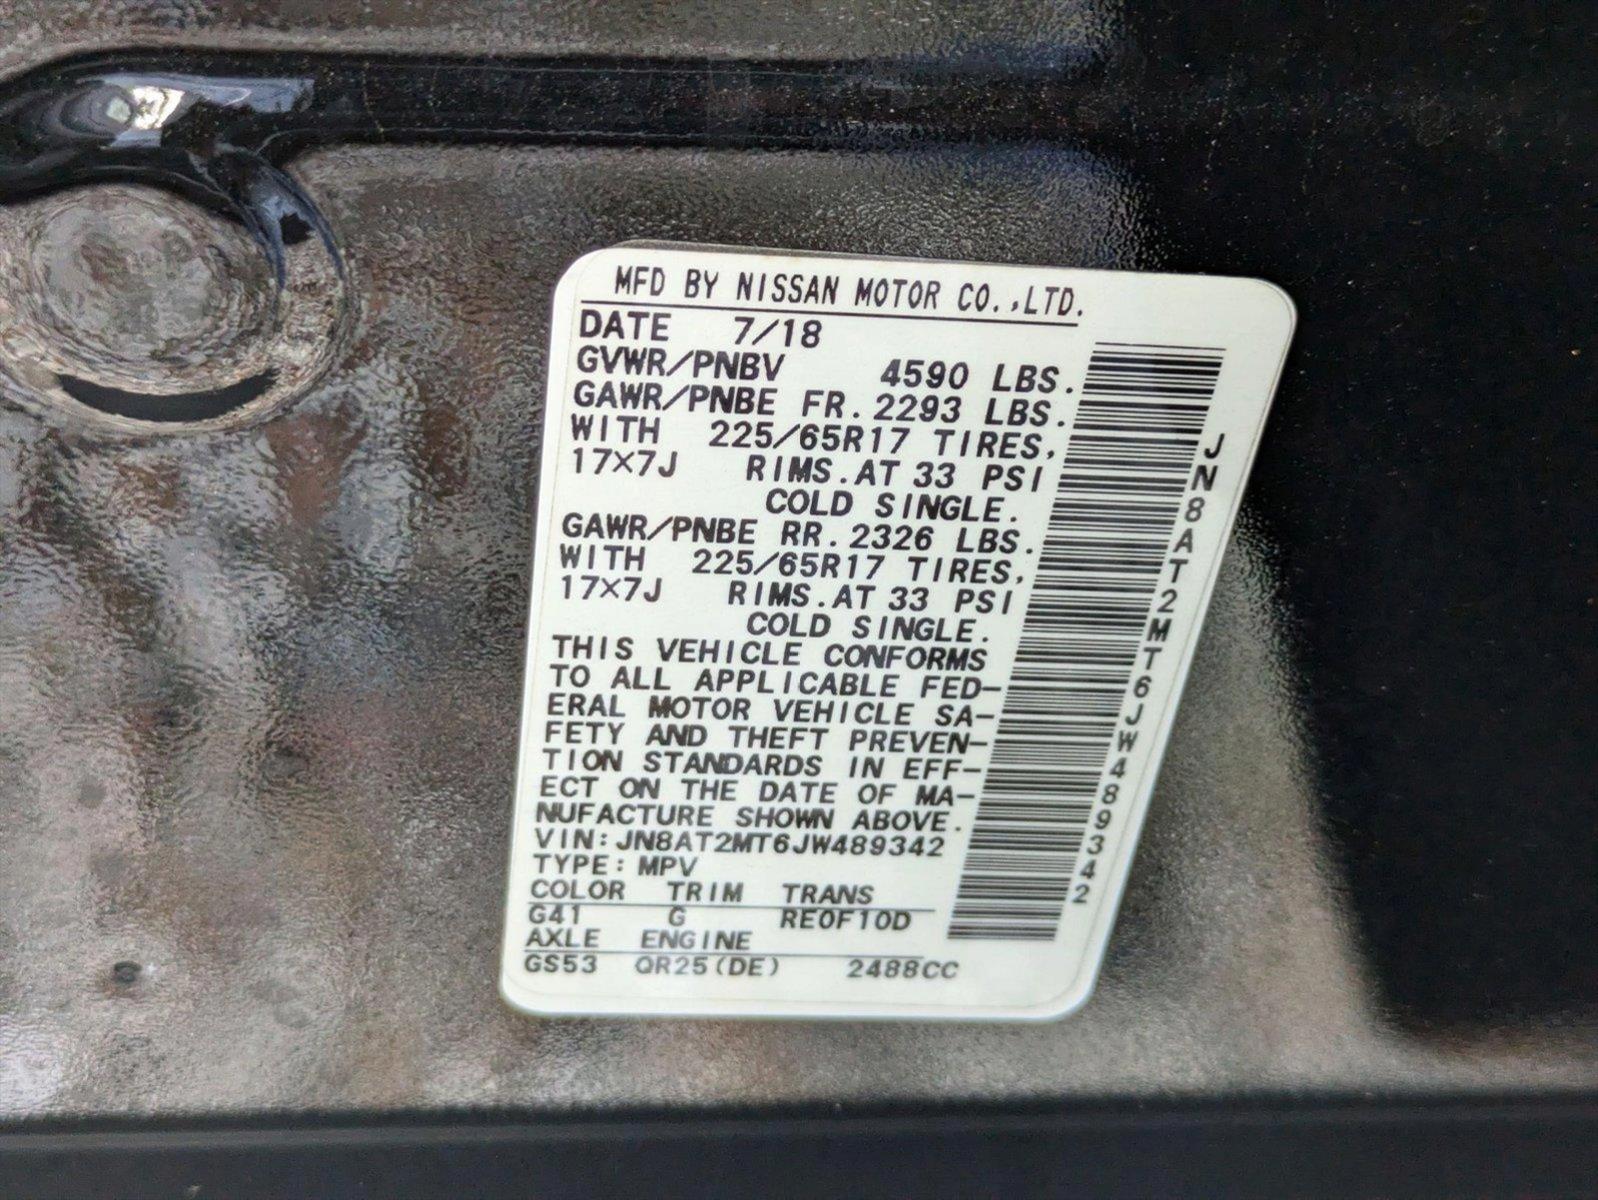 MFD BY NISSAN MOTOR CO.,LTD.
DATE 7/18
GVWR/PNBV 4590 LBS.
GAWR/PNBE FR. 2293 LBS.
WITH 225/65R17 TIRES,
17×7J RIMS. AT 33 PSI
COLD SINGLE.
GAWR/PNBE RR. 2326 LBS.
WITH 225/65R17 TIRES,
17×7J RIMS. AT 33 PSI
COLD SINGLE.
THIS VEHICLE CONFORMS
TO ALL APPLICABLE FED-
ERAL MOTOR VEHICLE SA-
FETY AND THEFT PREVEN-
TION STANDARDS IN EFF-
ECT ON THE DATE OF MA-
NUFACTURE SHOWN ABOVE.
VIN: JN8AT2MT6JW489342
TYPE: MPV
COLOR TRIM TRANS
G41 G RE0F10D
AXLE ENGINE
GS53 QR25(DE) 2488CC
JN8AT2MT6JW489342